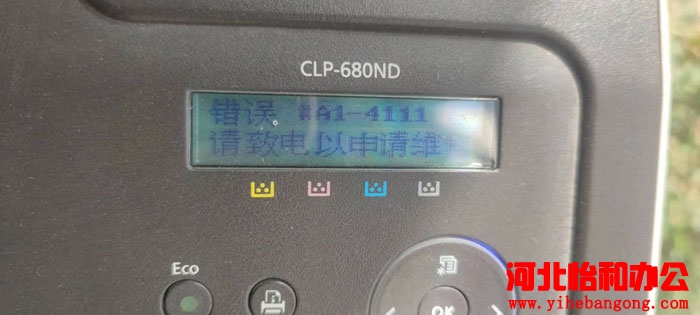 CLP-680ND
错误 #A1-4111
请致电以申请维修
Eco
OK
河北怡和办公
www.yihebangong.com